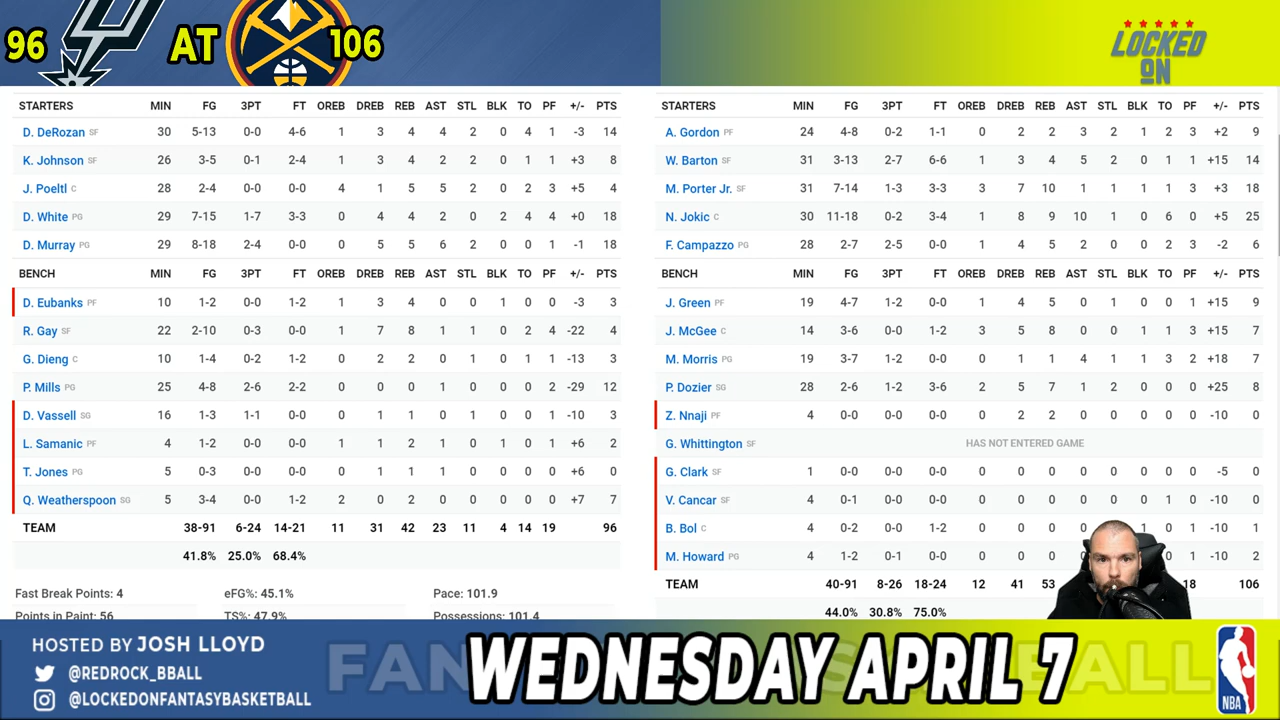 96 AT 106
LOCKED
ON
STARTERS MIN FG 3PT FT OREB DREB REB AST STL BLK TO PF +/- PTS
D. DeRozan SF 30 5-13 0-0 4-6 1 3 4 4 2 0 4 1 -3 14
K. Johnson SF 26 3-5 0-1 2-4 1 3 4 2 2 0 1 1 +3 8
J. Poeltl C 28 2-4 0-0 0-0 4 1 5 5 2 0 2 3 +5 4
D. White PG 29 7-15 1-7 3-3 0 4 4 2 0 2 4 4 +0 18
D. Murray PG 29 8-18 2-4 0-0 0 5 5 6 2 0 0 1 -1 18
BENCH MIN FG 3PT FT OREB DREB REB AST STL BLK TO PF +/- PTS
D. Eubanks PF 10 1-2 0-0 1-2 1 3 4 0 0 1 0 0 -3 3
R. Gay SF 22 2-10 0-3 0-0 1 7 8 1 1 0 2 4 -22 4
G. Dieng C 10 1-4 0-2 1-2 0 2 2 0 1 0 1 1 -13 3
P. Mills PG 25 4-8 2-6 2-2 0 0 0 1 0 0 0 2 -29 12
D. Vassell SG 16 1-3 1-1 0-0 0 1 1 0 1 0 0 1 -10 3
L. Samanic PF 4 1-2 0-0 0-0 1 1 2 1 0 1 0 1 +6 2
T. Jones PG 5 0-3 0-0 0-0 0 1 1 1 0 0 0 0 +6 0
Q. Weatherspoon SG 5 3-4 0-0 1-2 2 0 2 0 0 0 0 0 +7 7
TEAM 38-91 6-24 14-21 11 31 42 23 11 4 14 19 96
41.8% 25.0% 68.4%
Fast Break Points: 4 eFG%: 45.1% Pace: 101.9
Points in Paint: 56 TS%: 47.9% Possessions: 101.4
STARTERS MIN FG 3PT FT OREB DREB REB AST STL BLK TO PF +/- PTS
A. Gordon PF 24 4-8 0-2 1-1 0 2 2 3 2 1 2 3 +2 9
W. Barton SF 31 3-13 2-7 6-6 1 3 4 5 2 0 1 1 +15 14
M. Porter Jr. SF 31 7-14 1-3 3-3 3 7 10 1 1 1 1 3 +3 18
N. Jokic C 30 11-18 0-2 3-4 1 8 9 10 1 0 6 0 +5 25
F. Campazzo PG 28 2-7 2-5 0-0 1 4 5 2 0 0 2 3 -2 6
BENCH MIN FG 3PT FT OREB DREB REB AST STL BLK TO PF +/- PTS
J. Green PF 19 4-7 1-2 0-0 1 4 5 0 1 0 0 1 +15 9
J. McGee C 14 3-6 0-0 1-2 3 5 8 0 0 1 1 3 +15 7
M. Morris PG 19 3-7 1-2 0-0 0 1 1 4 1 1 3 2 +18 7
P. Dozier SG 28 2-6 1-2 3-6 2 5 7 1 2 0 0 0 +25 8
Z. Nnaji PF 4 0-0 0-0 0-0 0 2 2 0 0 0 0 0 -10 0
G. Whittington SF HAS NOT ENTERED GAME
G. Clark SF 1 0-0 0-0 0-0 0 0 0 0 0 0 0 0 -5 0
V. Cancar SF 4 0-1 0-0 0-0 0 0 0 0 0 0 1 0 -10 0
B. Bol C 4 0-2 0-0 1-2 0 0 0 0 1 0 1 -10 1
M. Howard PG 4 1-2 0-1 0-0 0 0 0 0 1 -10 2
TEAM 40-91 8-26 18-24 12 41 53 18 106
44.0% 30.8% 75.0%
HOSTED BY JOSH LLOYD
@REDROCK_BBALL
@LOCKEDONFANTASYBASKETBALL
WEDNESDAY APRIL 7
NBA